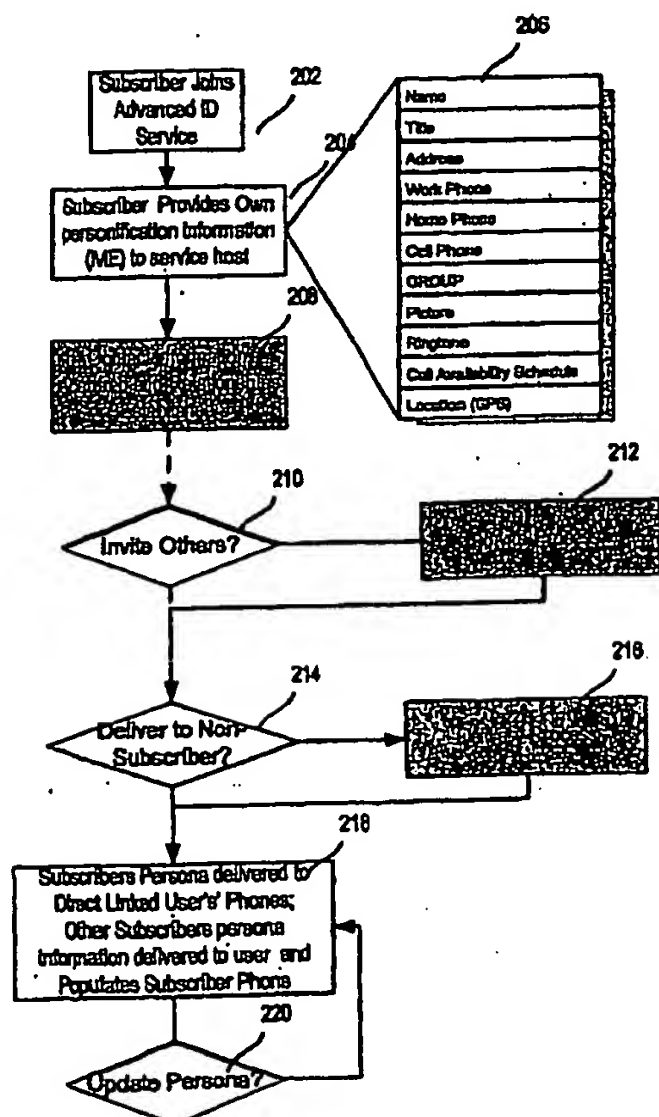 206
Subscriber Joins
Advanced ID
Service
202
Name
Title
Address
Work Phone
Home Phone
Cell Phone
GROUP
Picture
Ringtone
Call Availability Schedule
Location (GPS)
204
Subscriber Provides Own
personification Information
(ME) to service host
208
210
Invite Others?
212
214
Deliver to Non-
Subscriber?
216
218
Subscribers Persona delivered to
Direct Linked User's' Phones;
Other Subscribers persona
information delivered to user and
Populates Subscriber Phone
220
Update Persona?